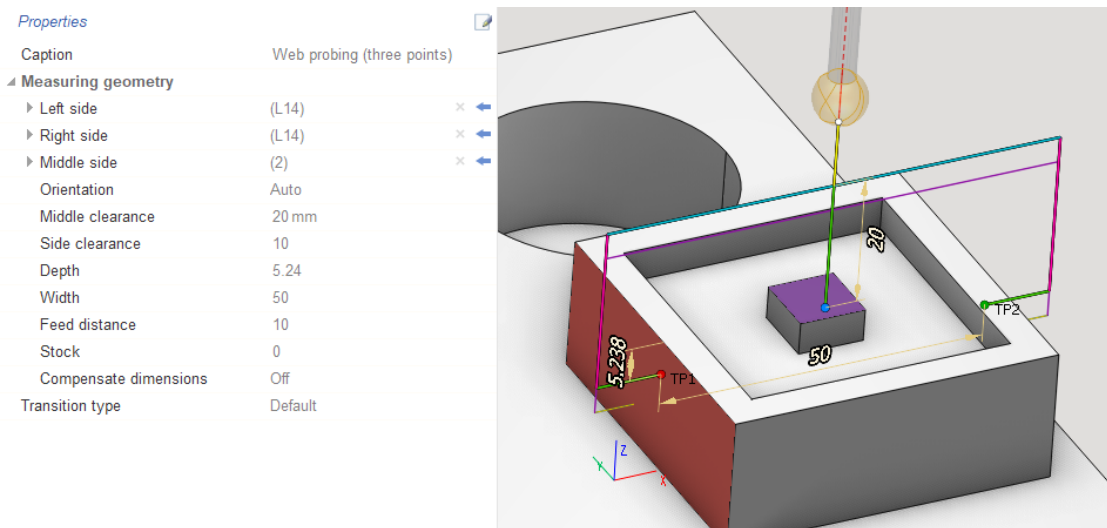 Properties
Caption Web probing (three points)
Measuring geometry
Left side (L14)
Right side (L14)
Middle side (2)
Orientation Auto
Middle clearance 20 mm
Side clearance 10
Depth 5.24
Width 50
Feed distance 10
Stock 0
Compensate dimensions Off
Transition type Default
20
TP2
50
5.238
TP1
Z
Y
X